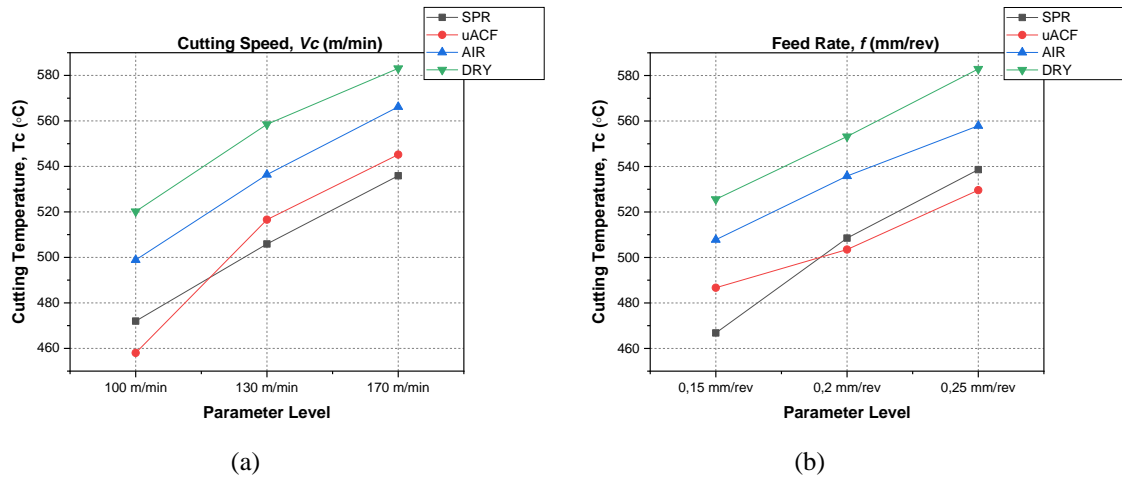 Cutting Speed, Vc (m/min)
SPR
uACF
AIR
DRY
Cutting Temperature, Tc (°C)
580
560
540
520
500
480
460
100 m/min 130 m/min 170 m/min
Parameter Level
(a)
Feed Rate, f (mm/rev)
SPR
uACF
AIR
DRY
Cutting Temperature, Tc (°C)
580
560
540
520
500
480
460
0,15 mm/rev 0,2 mm/rev 0,25 mm/rev
Parameter Level
(b)